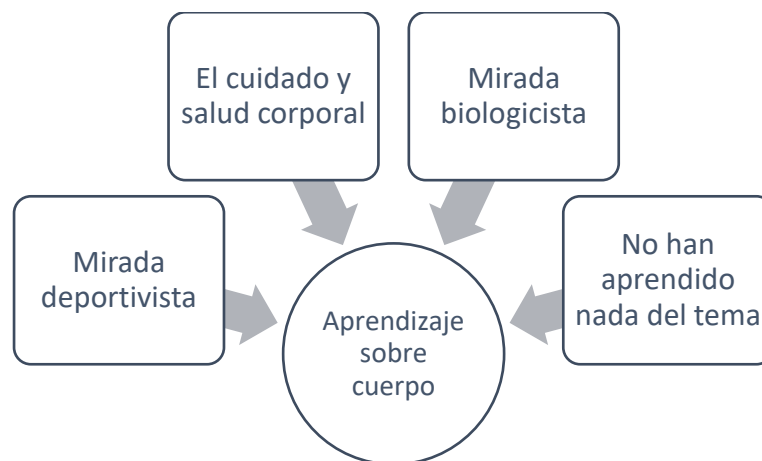 El cuidado y
salud corporal
Mirada
biologicista
Mirada
deportivista
No han
aprendido
nada del tema
Aprendizaje
sobre
cuerpo